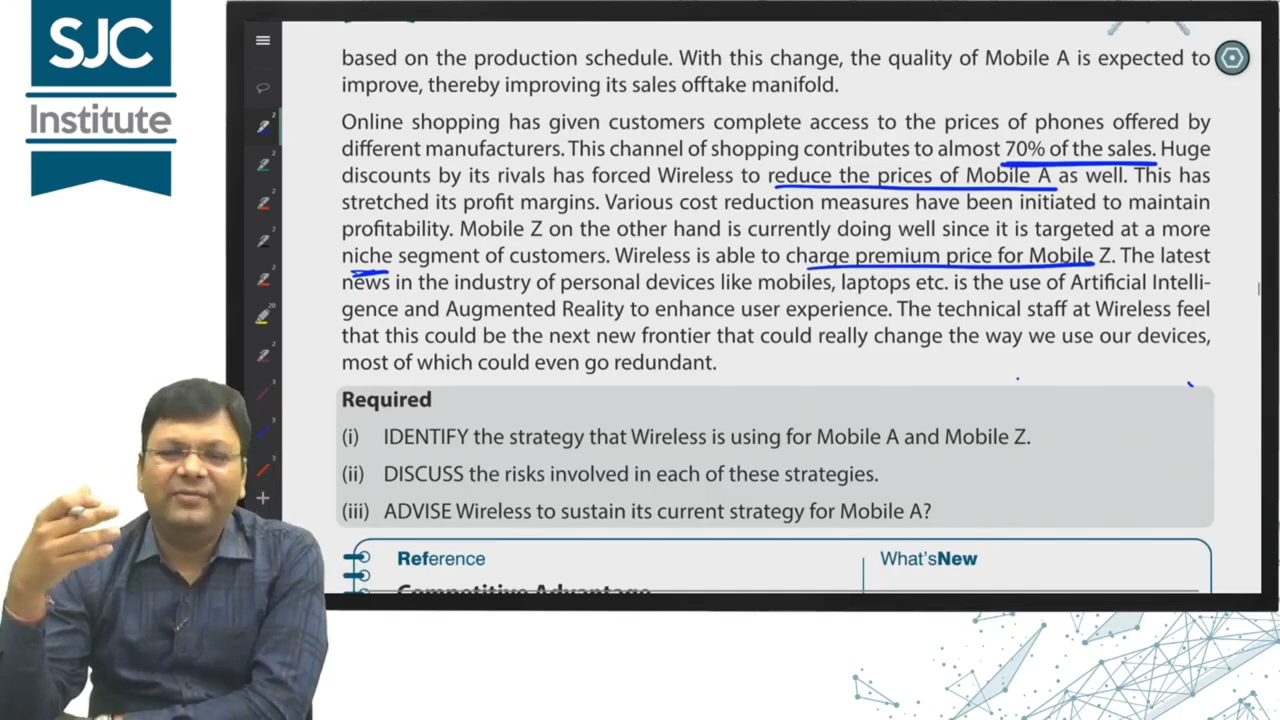 SJC
Institute
based on the production schedule. With this change, the quality of Mobile A is expected to
improve, thereby improving its sales offtake manifold.
Online shopping has given customers complete access to the prices of phones offered by
different manufacturers. This channel of shopping contributes to almost 70% of the sales. Huge
discounts by its rivals has forced Wireless to reduce the prices of Mobile A as well. This has
stretched its profit margins. Various cost reduction measures have been initiated to maintain
profitability. Mobile Z on the other hand is currently doing well since it is targeted at a more
niche segment of customers. Wireless is able to charge premium price for Mobile Z. The latest
news in the industry of personal devices like mobiles, laptops etc. is the use of Artificial Intelli-
gence and Augmented Reality to enhance user experience. The technical staff at Wireless feel
that this could be the next new frontier that could really change the way we use our devices,
most of which could even go redundant.
Required
(i) IDENTIFY the strategy that Wireless is using for Mobile A and Mobile Z.
(ii) DISCUSS the risks involved in each of these strategies.
(iii) ADVISE Wireless to sustain its current strategy for Mobile A?
Reference
What'sNew
Competitive Advantage